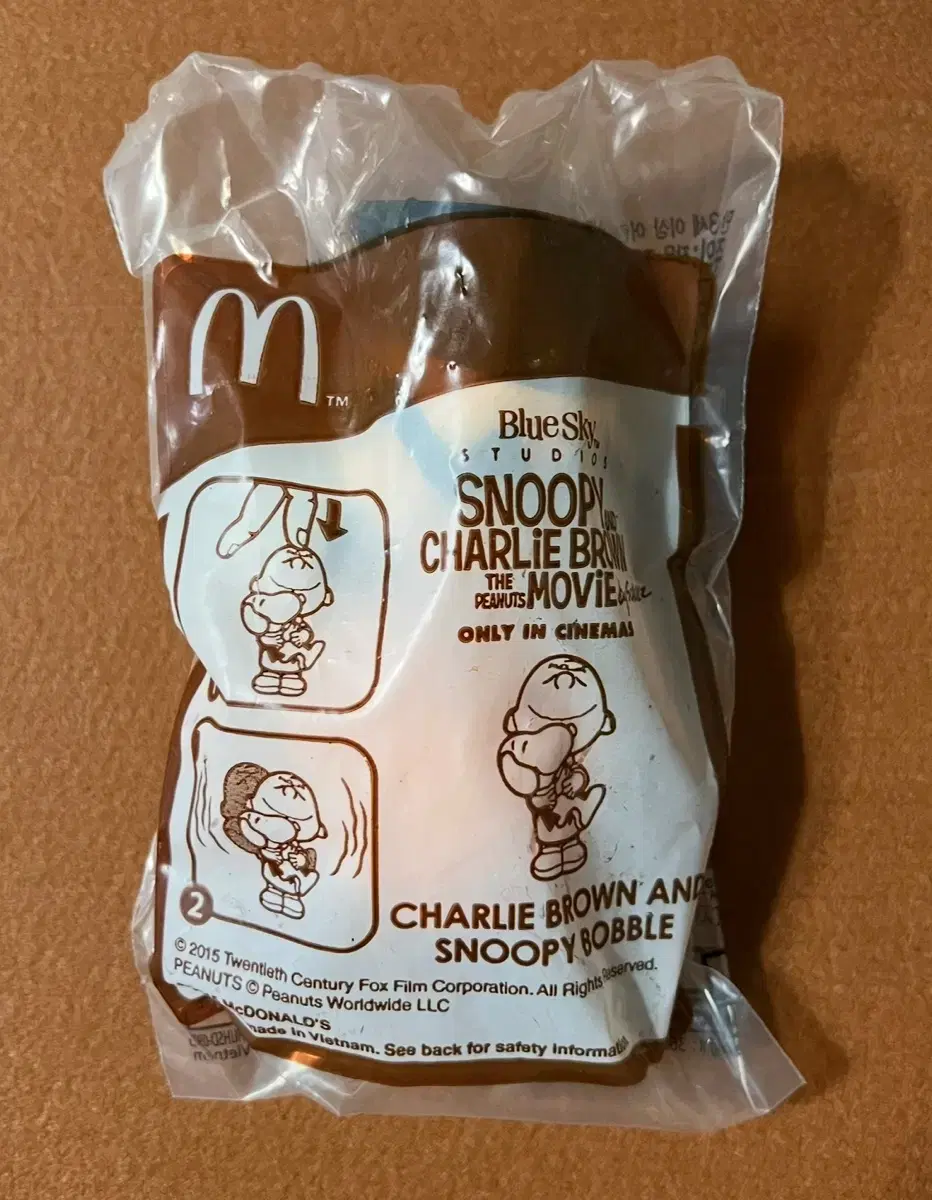 TM
Blue Sky
STUDIOS
SNOOPY AND
CHARLIE BROWN
THE PEANUTS MOVIE
ONLY IN CINEMAS
2
CHARLIE BROWN AND
SNOOPY BOBBLE
© 2015 Twentieth Century Fox Film Corporation. All Rights Reserved.
PEANUTS © Peanuts Worldwide LLC
McDONALD'S
made in Vietnam. See back for safety informa